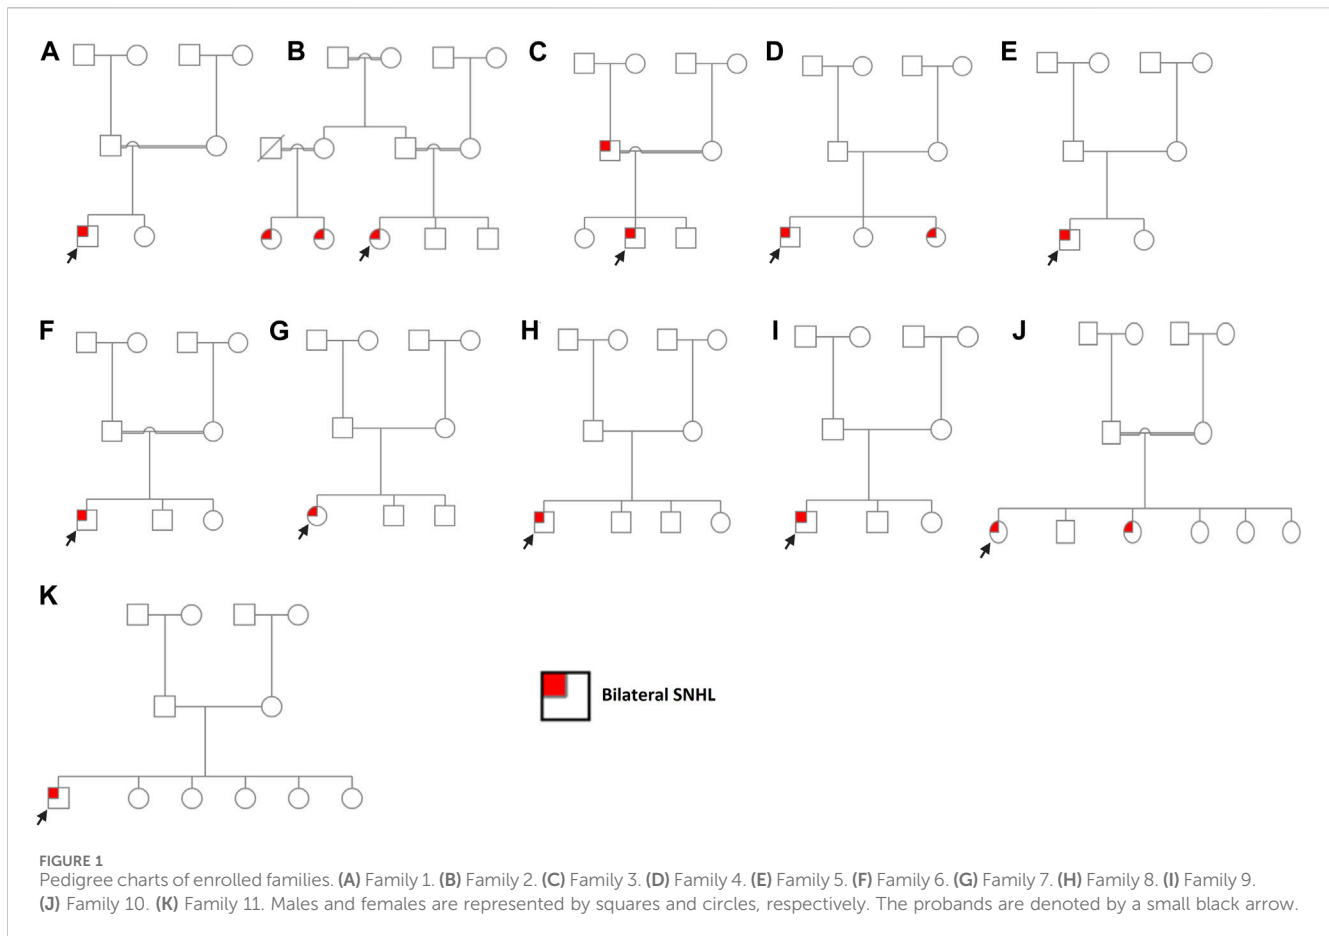 A
B
C
D
E
F
G
H
I
J
K
Bilateral SNHL
FIGURE 1
Pedigree charts of enrolled families. (A) Family 1. (B) Family 2. (C) Family 3. (D) Family 4. (E) Family 5. (F) Family 6. (G) Family 7. (H) Family 8. (I) Family 9.
(J) Family 10. (K) Family 11. Males and females are represented by squares and circles, respectively. The probands are denoted by a small black arrow.